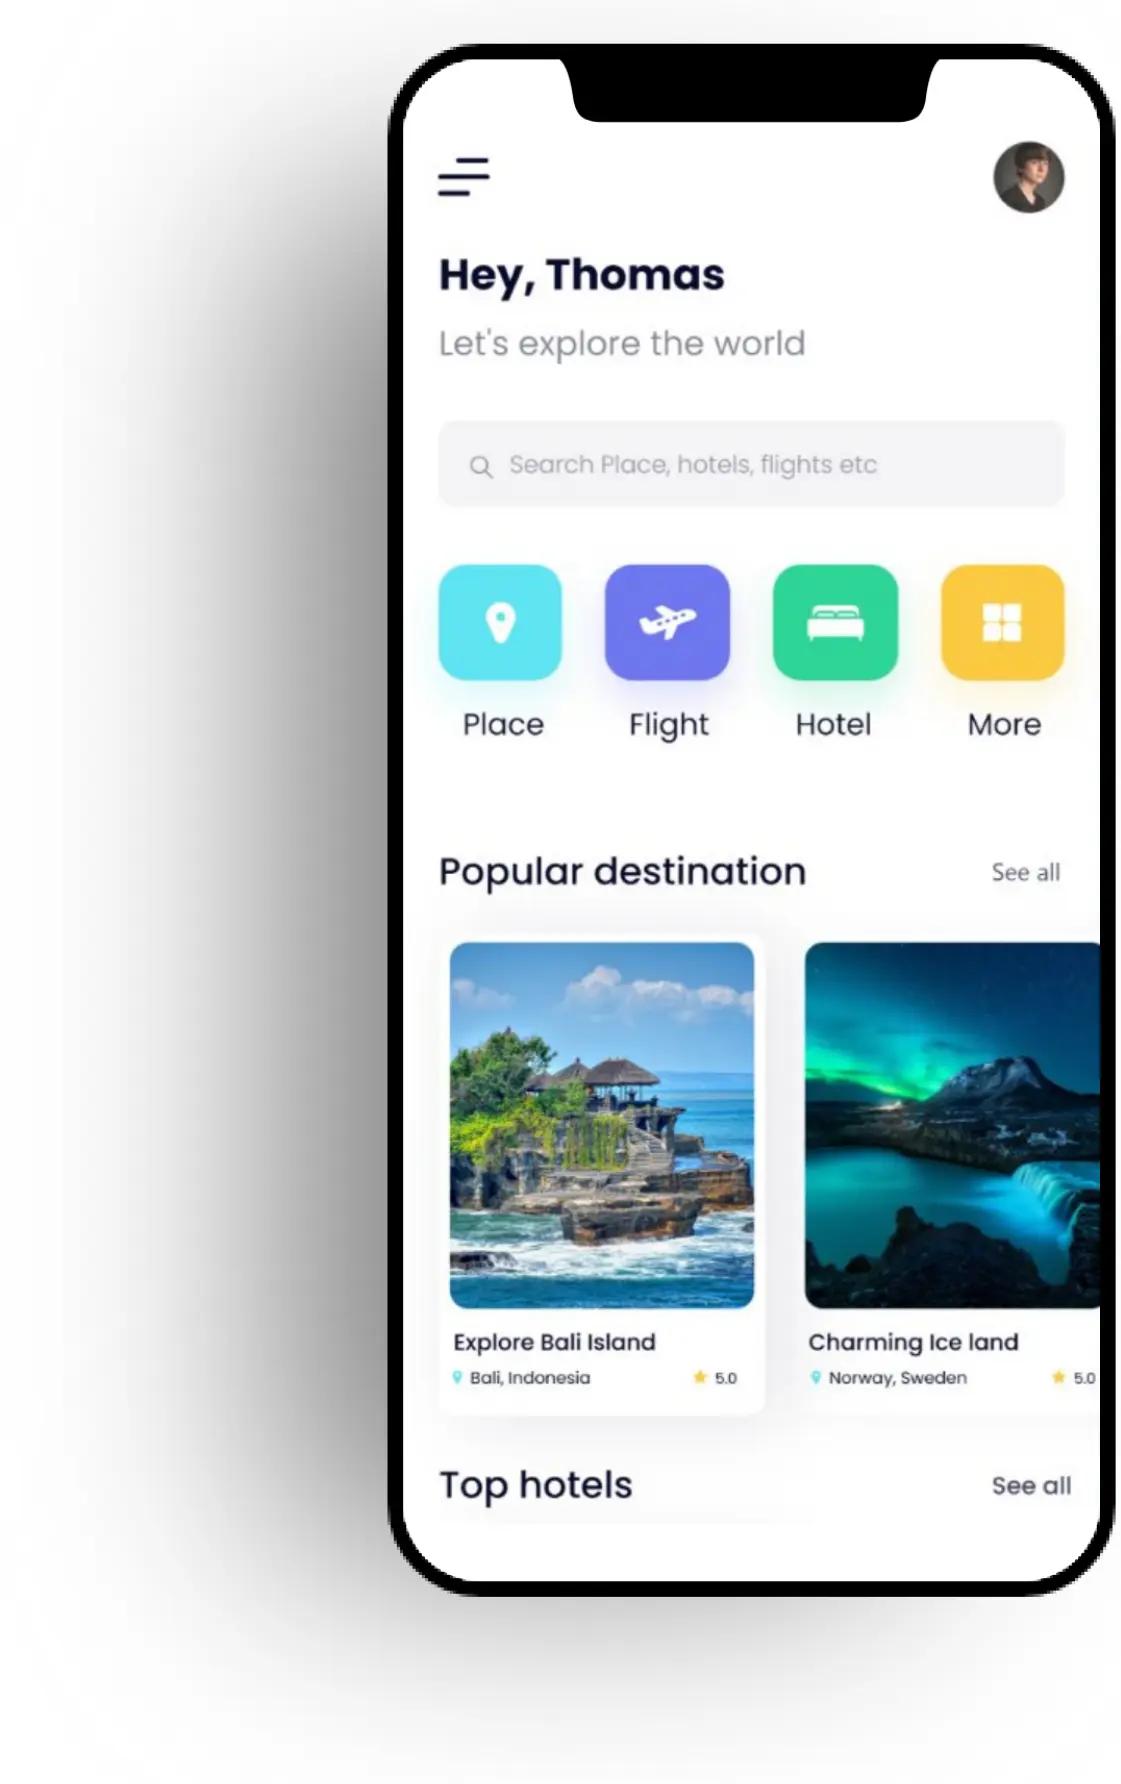 Hey, Thomas
Let's explore the world
Search Place, hotels, flights etc
Place Flight Hotel More
Popular destination See all
Explore Bali Island Charming Ice land
Bali, Indonesia 5.0 Norway, Sweden 5.0
Top hotels See all